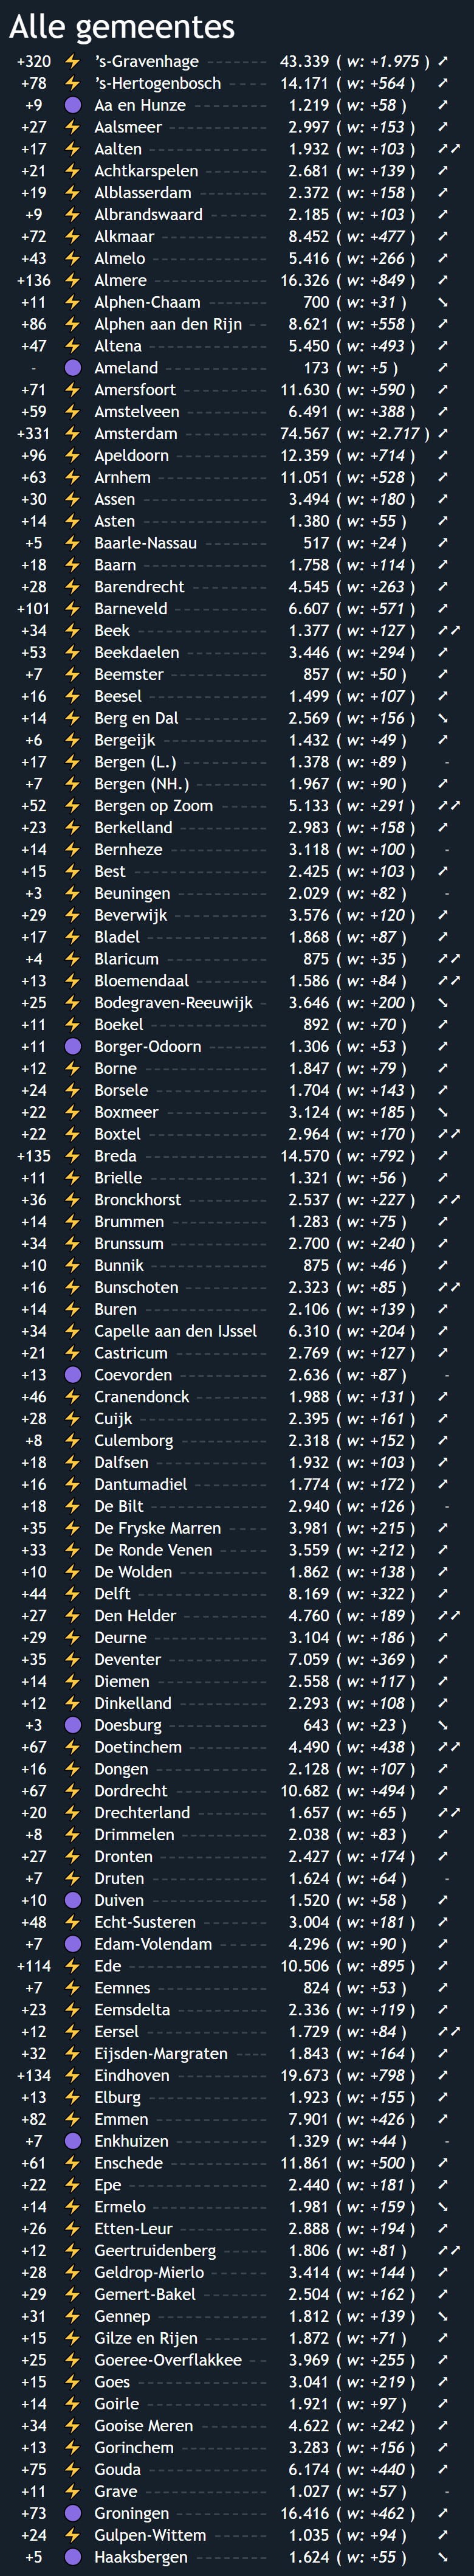 Alle gemeentes
+320 ’s-Gravenhage 43.339 ( w: +1.975 )
+78 ’s-Hertogenbosch 14.171 ( w: +564 )
+9 Aa en Hunze 1.219 ( w: +58 )
+27 Aalsmeer 2.997 ( w: +153 )
+17 Aalten 1.932 ( w: +103 )
+21 Achtkarspelen 2.681 ( w: +139 )
+19 Alblasserdam 2.372 ( w: +158 )
+9 Albrandswaard 2.185 ( w: +103 )
+72 Alkmaar 8.452 ( w: +477 )
+43 Almelo 5.416 ( w: +266 )
+136 Almere 16.326 ( w: +849 )
+11 Alphen-Chaam 700 ( w: +31 )
+86 Alphen aan den Rijn 8.621 ( w: +558 )
+47 Altena 5.450 ( w: +493 )
- Ameland 173 ( w: +5 )
+71 Amersfoort 11.630 ( w: +590 )
+59 Amstelveen 6.491 ( w: +388 )
+331 Amsterdam 74.567 ( w: +2.717 )
+96 Apeldoorn 12.359 ( w: +714 )
+63 Arnhem 11.051 ( w: +528 )
+30 Assen 3.494 ( w: +180 )
+14 Asten 1.380 ( w: +55 )
+5 Baarle-Nassau 517 ( w: +24 )
+18 Baarn 1.758 ( w: +114 )
+28 Barendrecht 4.545 ( w: +263 )
+101 Barneveld 6.607 ( w: +571 )
+34 Beek 1.377 ( w: +127 )
+53 Beekdaelen 3.446 ( w: +294 )
+7 Beemster 857 ( w: +50 )
+16 Beesel 1.499 ( w: +107 )
+14 Berg en Dal 2.569 ( w: +156 )
+6 Bergeijk 1.432 ( w: +49 )
+17 Bergen (L.) 1.378 ( w: +89 ) -
+7 Bergen (NH.) 1.967 ( w: +90 )
+52 Bergen op Zoom 5.133 ( w: +291 )
+23 Berkelland 2.983 ( w: +158 )
+14 Bernheze 3.118 ( w: +100 ) -
+15 Best 2.425 ( w: +103 )
+3 Beuningen 2.029 ( w: +82 ) -
+29 Beverwijk 3.576 ( w: +120 )
+17 Bladel 1.868 ( w: +87 )
+4 Blaricum 875 ( w: +35 )
+13 Bloemendaal 1.586 ( w: +84 )
+25 Bodegraven-Reeuwijk 3.646 ( w: +200 )
+11 Boekel 892 ( w: +70 )
+11 Borger-Odoorn 1.306 ( w: +53 )
+12 Borne 1.847 ( w: +79 )
+24 Borsele 1.704 ( w: +143 )
+22 Boxmeer 3.124 ( w: +185 )
+22 Boxtel 2.964 ( w: +170 )
+135 Breda 14.570 ( w: +792 )
+11 Brielle 1.321 ( w: +56 )
+36 Bronckhorst 2.537 ( w: +227 )
+14 Brummen 1.283 ( w: +75 )
+34 Brunssum 2.700 ( w: +240 )
+10 Bunnik 875 ( w: +46 )
+16 Bunschoten 2.323 ( w: +85 )
+14 Buren 2.106 ( w: +139 )
+34 Capelle aan den IJssel 6.310 ( w: +204 )
+21 Castricum 2.769 ( w: +127 )
+13 Coevorden 2.636 ( w: +87 ) -
+46 Cranendonck 1.988 ( w: +131 )
+28 Cuijk 2.395 ( w: +161 )
+8 Culemborg 2.318 ( w: +152 )
+18 Dalfsen 1.932 ( w: +103 )
+16 Dantumadiel 1.774 ( w: +172 )
+18 De Bilt 2.940 ( w: +126 ) -
+35 De Fryske Marren 3.981 ( w: +215 )
+33 De Ronde Venen 3.559 ( w: +212 )
+10 De Wolden 1.862 ( w: +138 )
+44 Delft 8.169 ( w: +322 )
+27 Den Helder 4.760 ( w: +189 )
+29 Deurne 3.104 ( w: +186 )
+35 Deventer 7.059 ( w: +369 )
+14 Diemen 2.558 ( w: +117 )
+12 Dinkelland 2.293 ( w: +108 )
+3 Doesburg 643 ( w: +23 )
+67 Doetinchem 4.490 ( w: +438 )
+16 Dongen 2.128 ( w: +107 )
+67 Dordrecht 10.682 ( w: +494 )
+20 Drechterland 1.657 ( w: +65 )
+8 Drimmelen 2.038 ( w: +83 )
+27 Dronten 2.427 ( w: +174 )
+7 Druten 1.624 ( w: +64 ) -
+10 Duiven 1.520 ( w: +58 )
+48 Echt-Susteren 3.004 ( w: +181 )
+7 Edam-Volendam 4.296 ( w: +90 )
+114 Ede 10.506 ( w: +895 )
+7 Eemnes 824 ( w: +53 )
+23 Eemsdelta 2.336 ( w: +119 )
+12 Eersel 1.729 ( w: +84 )
+32 Eijsden-Margraten 1.843 ( w: +164 )
+134 Eindhoven 19.673 ( w: +798 )
+13 Elburg 1.923 ( w: +155 )
+82 Emmen 7.901 ( w: +426 )
+7 Enkhuizen 1.329 ( w: +44 ) -
+61 Enschede 11.861 ( w: +500 )
+22 Epe 2.440 ( w: +181 )
+14 Ermelo 1.981 ( w: +159 )
+26 Etten-Leur 2.888 ( w: +194 )
+12 Geertruidenberg 1.806 ( w: +81 )
+28 Geldrop-Mierlo 3.414 ( w: +144 )
+29 Gemert-Bakel 2.504 ( w: +162 )
+31 Gennep 1.812 ( w: +139 )
+15 Gilze en Rijen 1.872 ( w: +71 )
+25 Goeree-Overflakkee 3.969 ( w: +255 )
+15 Goes 3.041 ( w: +219 )
+14 Goirle 1.921 ( w: +97 )
+34 Gooise Meren 4.622 ( w: +242 )
+13 Gorinchem 3.283 ( w: +156 )
+75 Gouda 6.174 ( w: +440 )
+11 Grave 1.027 ( w: +57 ) -
+73 Groningen 16.416 ( w: +462 )
+24 Gulpen-Wittem 1.035 ( w: +94 )
+5 Haaksbergen 1.624 ( w: +55 )